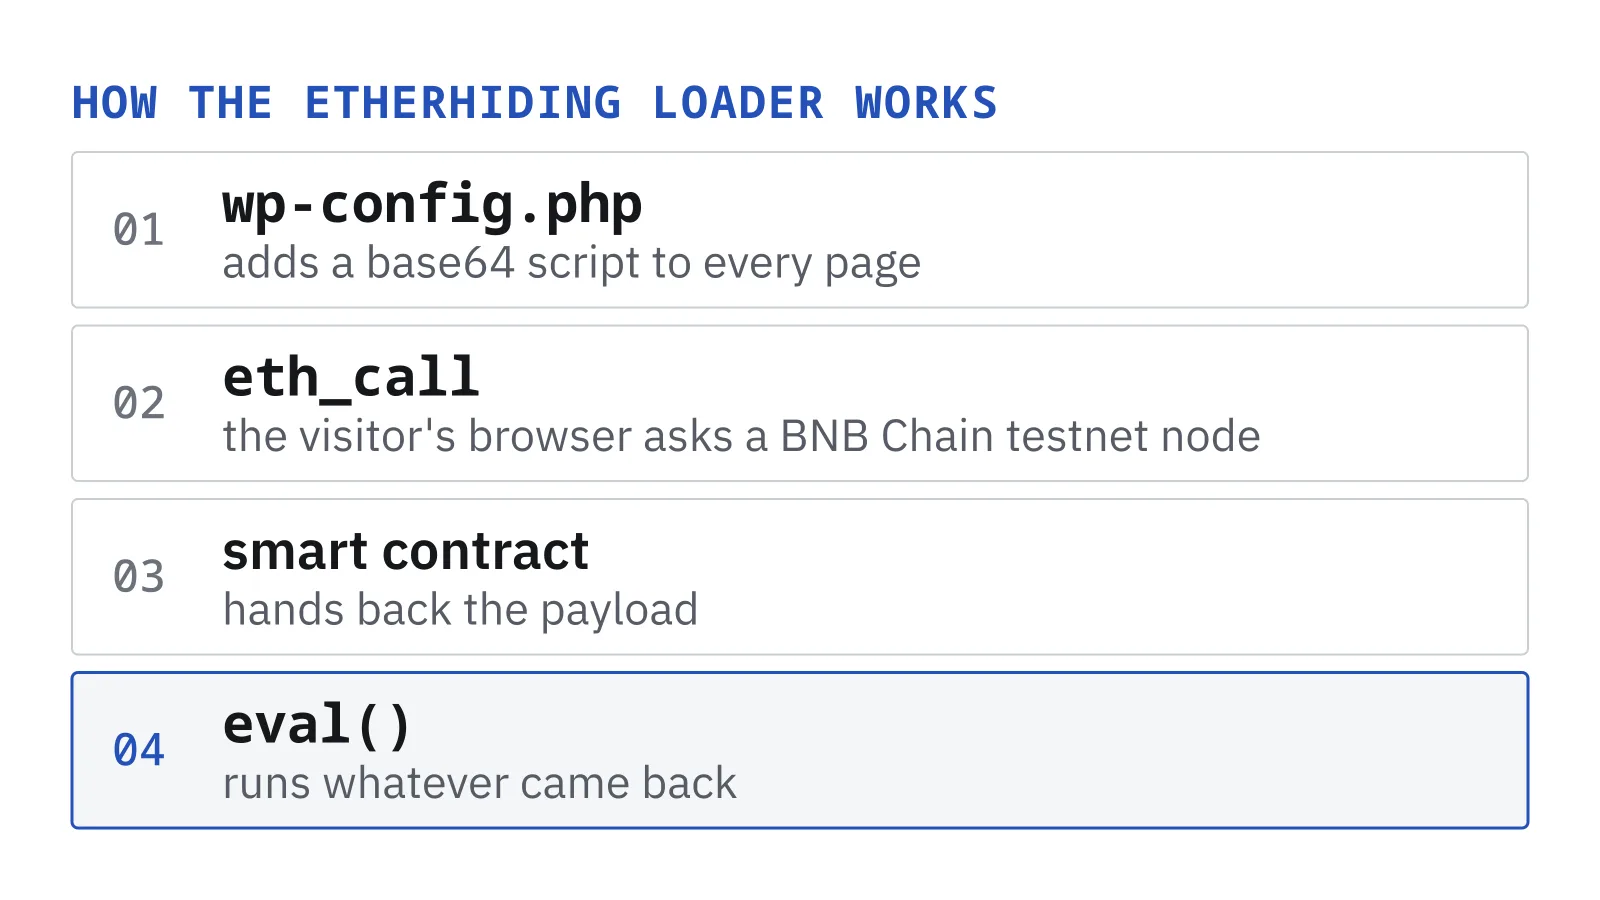 HOW THE ETHERHIDING LOADER WORKS
01
wp-config.php
adds a base64 script to every page
02
eth_call
the visitor's browser asks a BNB Chain testnet node
03
smart contract
hands back the payload
04
eval()
runs whatever came back